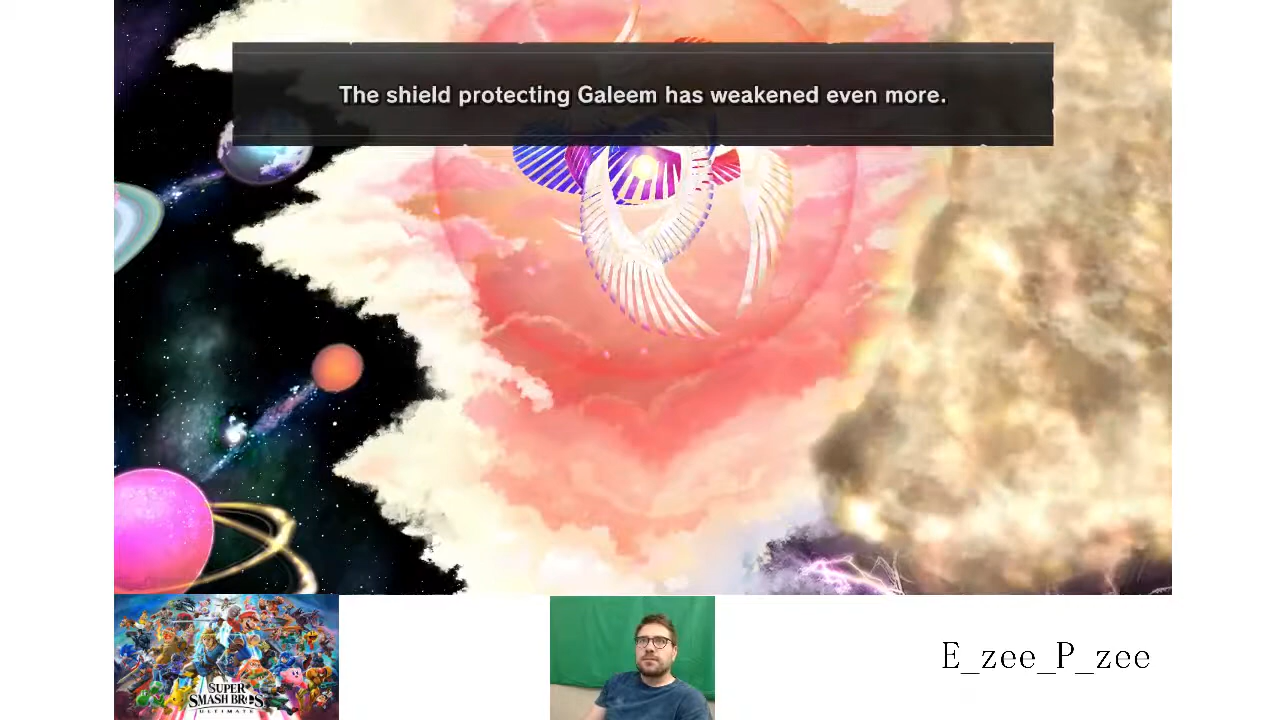 The shield protecting Galeem has weakened even more.
SUPER
SMASH BROS.
ULTIMATE
E_zee_P_zee